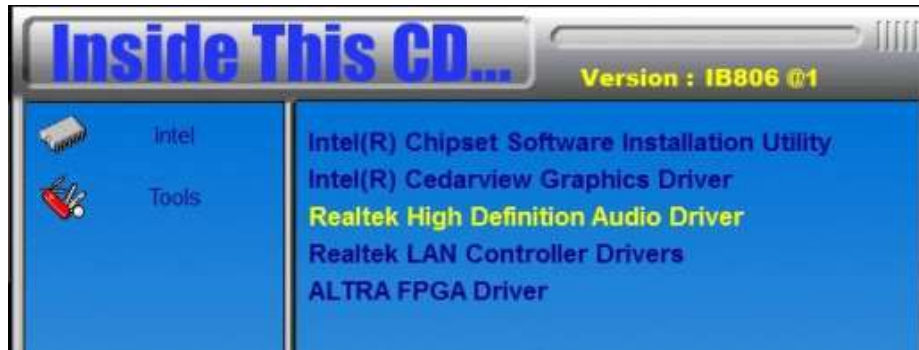 Inside This CD...
Version : IB806 @1
Intel
Tools
Intel(R) Chipset Software Installation Utility
Intel(R) Cedarview Graphics Driver
Realtek High Definition Audio Driver
Realtek LAN Controller Drivers
ALTRA FPGA Driver